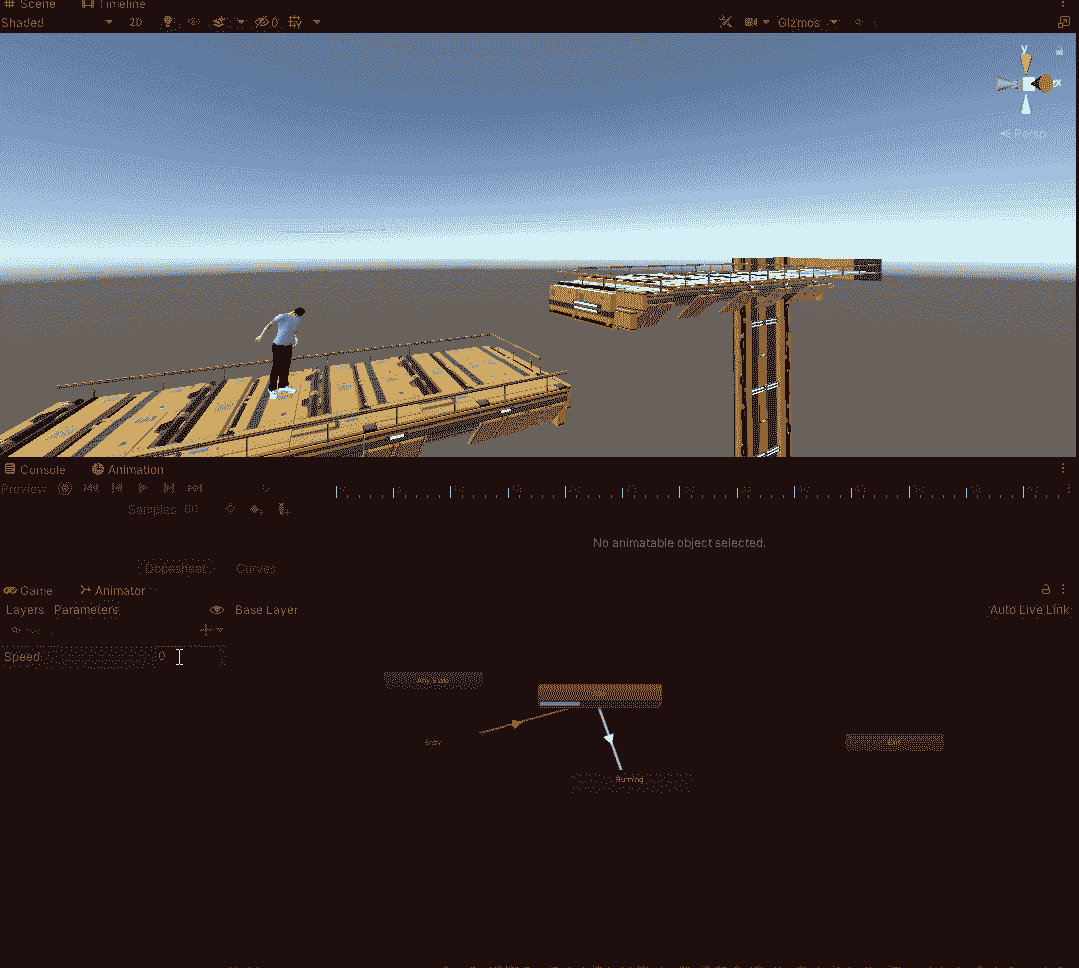 Scene Timeline
Shaded 2D 0 Gizmos
y
x
Persp
Console Animation
Preview
Samples 60
No animatable object selected.
Dopesheet Curves
Game Animator
Layers Parameters Base Layer Auto Live Link
Speed 0
Any State
Entry
Running